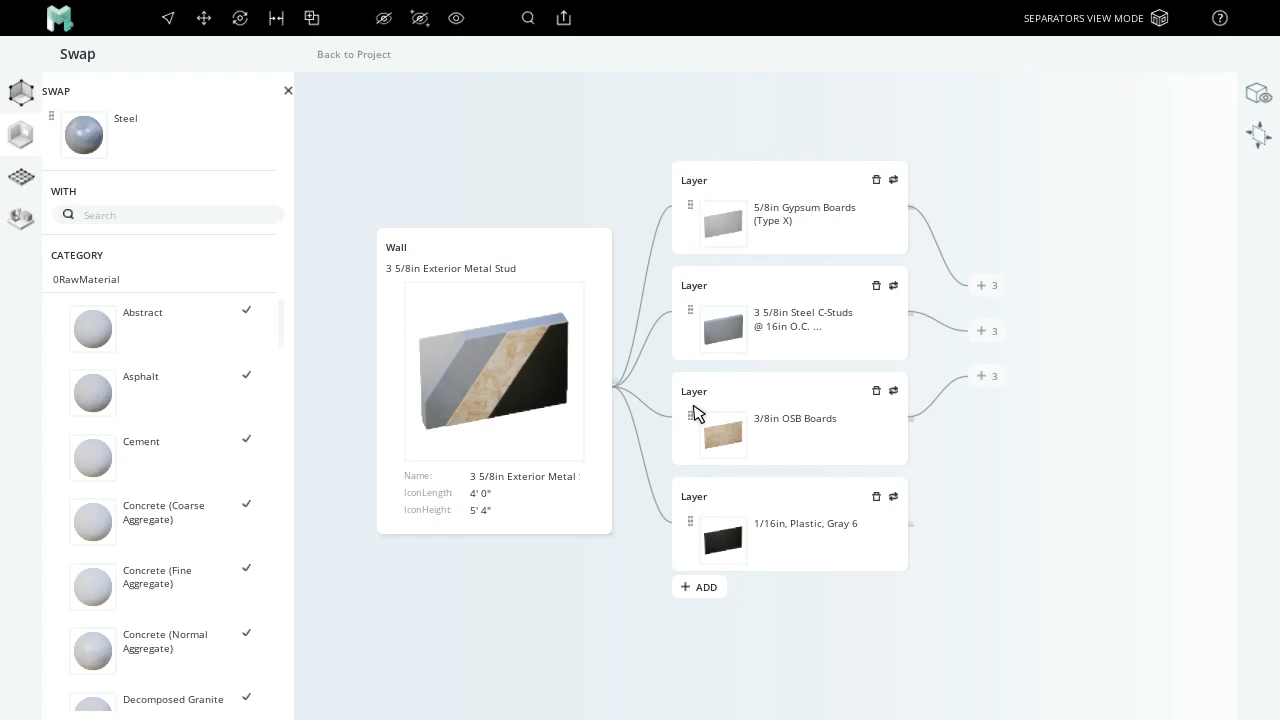 SEPARATORS VIEW MODE
Swap
Back to Project
SWAP
Steel
WITH
Search
CATEGORY
0RawMaterial
Abstract
Asphalt
Cement
Concrete (Coarse
Aggregate)
Concrete (Fine
Aggregate)
Concrete (Normal
Aggregate)
Decomposed Granite
Wall
3 5/8in Exterior Metal Stud
Name: 3 5/8in Exterior Metal
IconLength: 4' 0"
IconHeight: 5' 4"
Layer
5/8in Gypsum Boards
(Type X)
Layer
3 5/8in Steel C-Studs
@ 16in O.C. ...
Layer
3/8in OSB Boards
Layer
1/16in, Plastic, Gray 6
+ ADD
+ 3
+ 3
+ 3